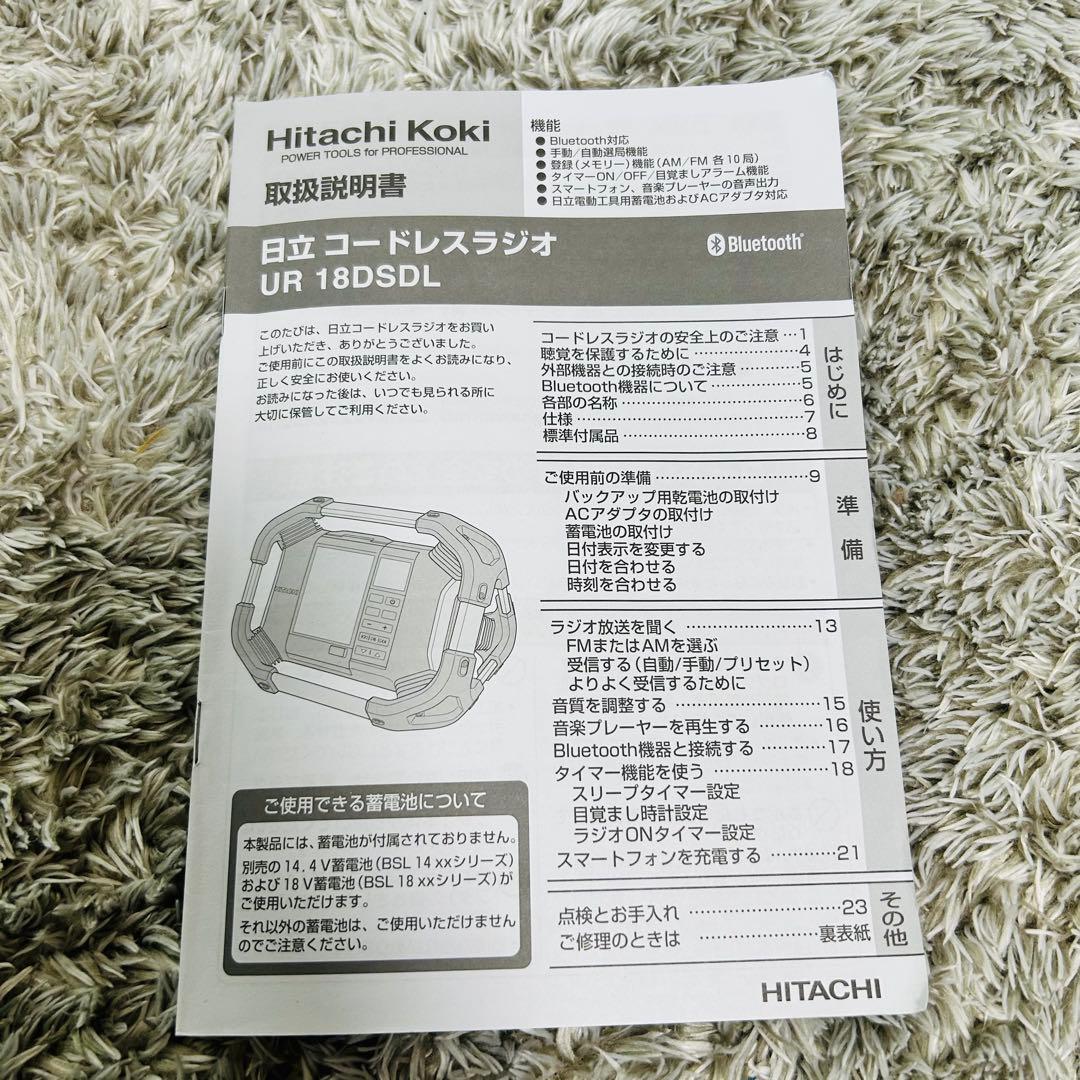 Hitachi Koki
POWER TOOLS for PROFESSIONAL
取扱説明書
機能
● Bluetooth対応
● 手動/自動選局機能
● 登録(メモリー)機能(AM/FM 各10局)
● タイマーON/OFF/目覚ましアラーム機能
● スマートフォン、音楽プレーヤーの音声出力
● 日立電動工具用蓄電池およびACアダプタ対応
日立 コードレスラジオ
UR 18DSDL
Bluetooth®
このたびは、日立コードレスラジオをお買い
上げいただき、ありがとうございました。
ご使用前にこの取扱説明書をよくお読みになり、
正しく安全にお使いください。
お読みになった後は、いつでも見られる所に
大切に保管してご利用ください。
HITACHI
ご使用できる蓄電池について
本製品には、蓄電池が付属されておりません。
別売の14.4V蓄電池(BSL 14xxシリーズ)
および18V蓄電池(BSL 18xxシリーズ)が
ご使用いただけます。
それ以外の蓄電池は、ご使用いただけません
のでご注意ください。
コードレスラジオの安全上のご注意…1
聴覚を保護するために…………………4
外部機器との接続時のご注意…………5
Bluetooth機器について………………5
各部の名称………………………………6
仕様………………………………………7
標準付属品………………………………8
はじめに
ご使用前の準備…………………………9
バックアップ用乾電池の取付け
ACアダプタの取付け
蓄電池の取付け
日付表示を変更する
日付を合わせる
時刻を合わせる
準備
ラジオ放送を聞く……………………13
FMまたはAMを選ぶ
受信する(自動/手動/プリセット)
よりよく受信するために
音質を調整する………………………15
音楽プレーヤーを再生する…………16
Bluetooth機器と接続する…………17
タイマー機能を使う…………………18
スリープタイマー設定
目覚まし時計設定
ラジオONタイマー設定
スマートフォンを充電する…………21
使い方
点検とお手入れ………………………23
ご修理のときは…………………裏表紙
その他
HITACHI